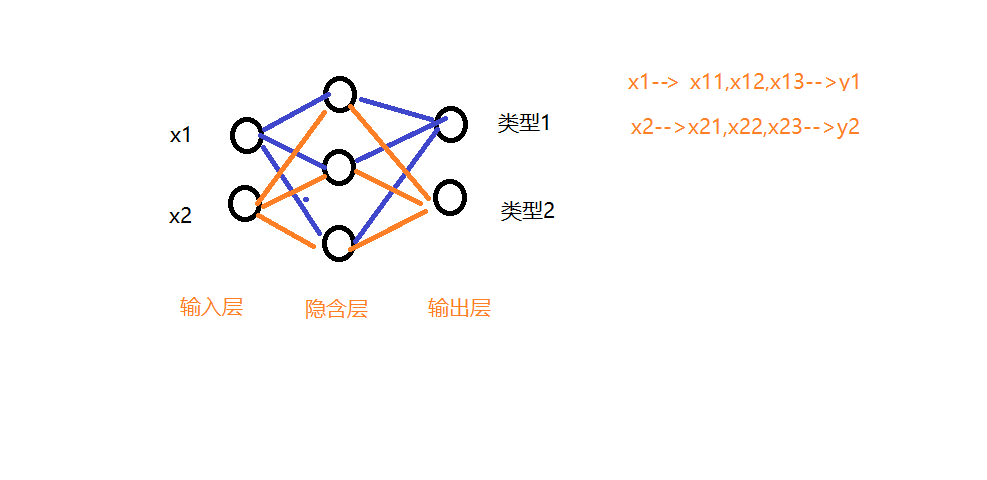 x1--> x11,x12,x13-->y1
x2-->x21,x22,x23-->y2
x1
类型1
x2
类型2
输入层
隐含层
输出层